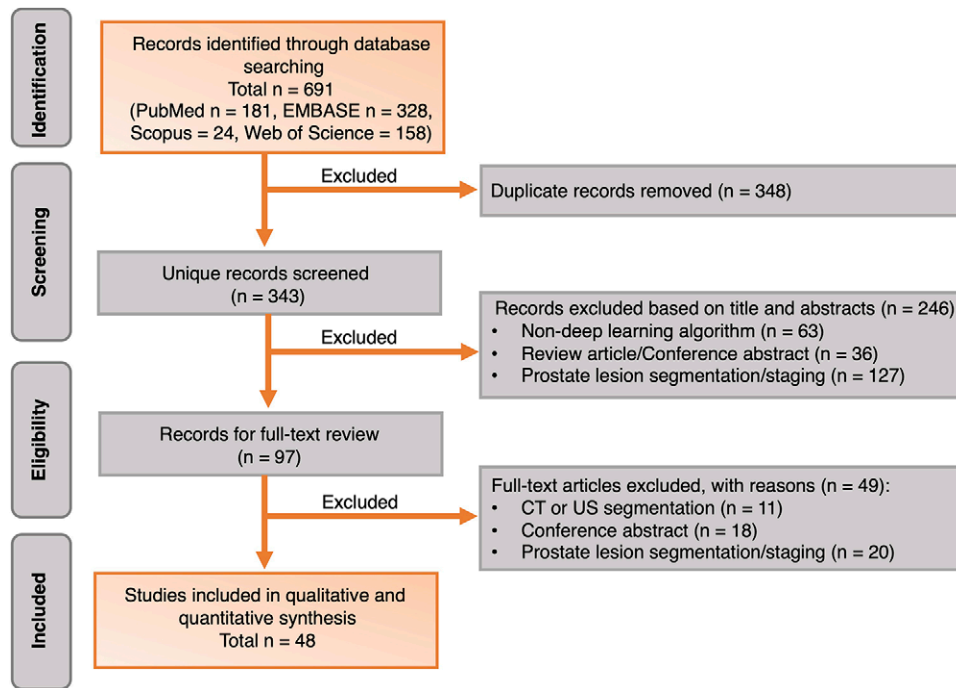 Identification
Records identified through database
searching
Total n = 691
(PubMed n = 181, EMBASE n = 328,
Scopus = 24, Web of Science = 158)
Excluded
Duplicate records removed (n = 348)
Screening
Unique records screened
(n = 343)
Excluded
Records excluded based on title and abstracts (n = 246)
• Non-deep learning algorithm (n = 63)
• Review article/Conference abstract (n = 36)
• Prostate lesion segmentation/staging (n = 127)
Eligibility
Records for full-text review
(n = 97)
Excluded
Full-text articles excluded, with reasons (n = 49):
• CT or US segmentation (n = 11)
• Conference abstract (n = 18)
• Prostate lesion segmentation/staging (n = 20)
Included
Studies included in qualitative and
quantitative synthesis
Total n = 48